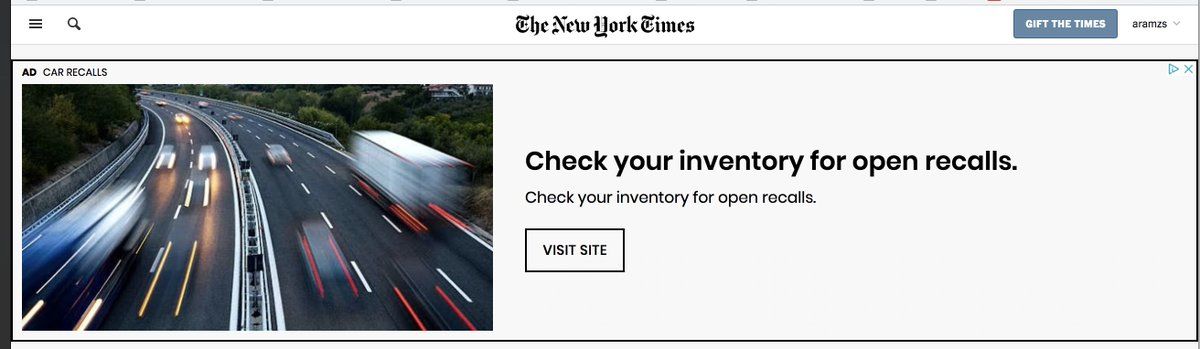 The New York Times
GIFT THE TIMES
aramzs
AD CAR RECALLS
Check your inventory for open recalls.
Check your inventory for open recalls.
VISIT SITE